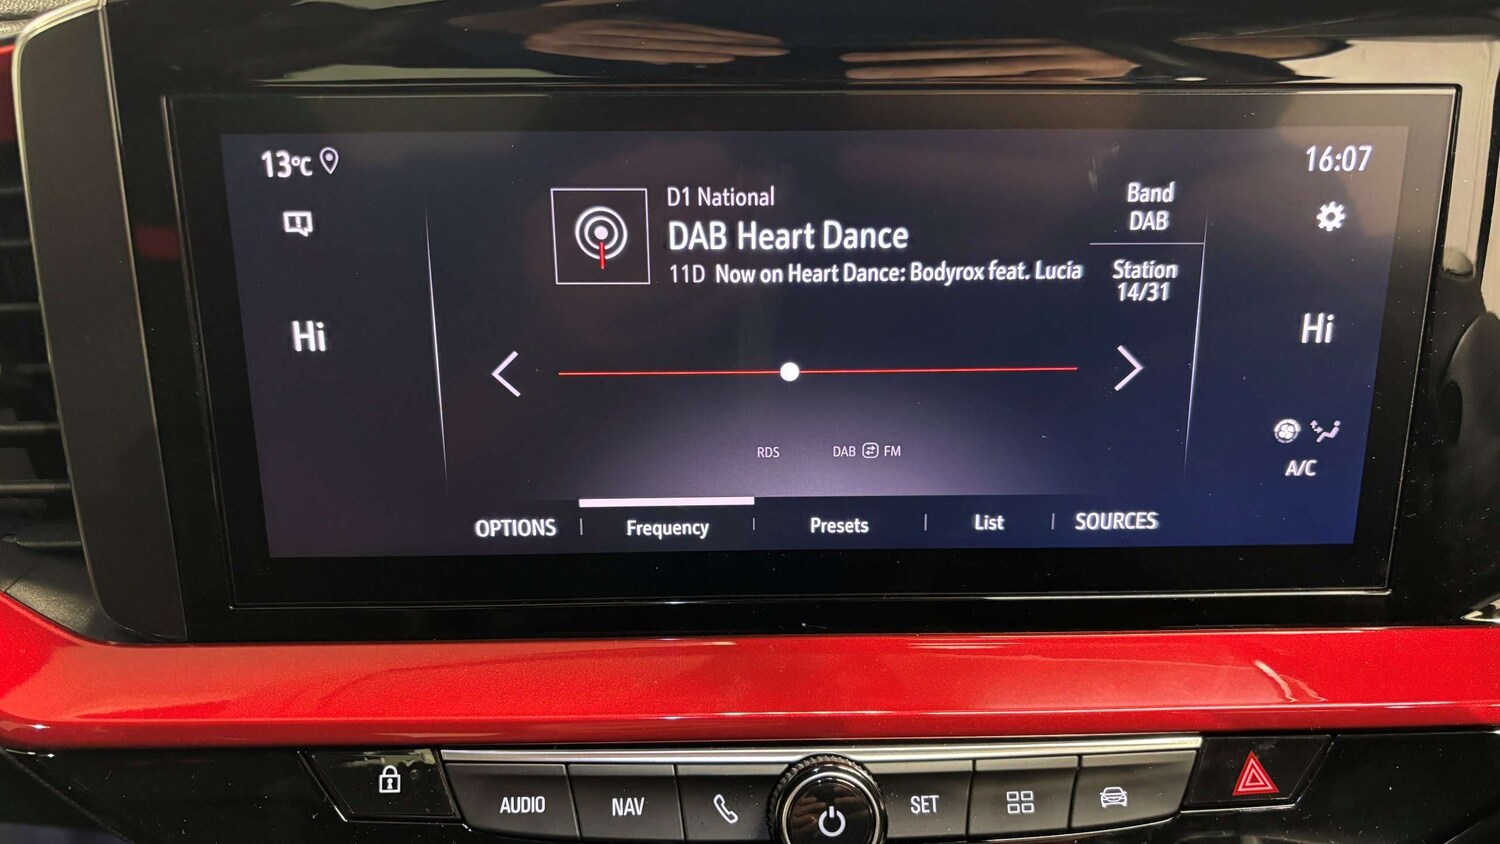 13°C
16:07
D1 National
DAB Heart Dance
11D Now on Heart Dance: Bodyrox feat. Lucia
Band
DAB
Station
14/31
Hi
Hi
RDS
DAB FM
A/C
OPTIONS
Frequency
Presets
List
SOURCES
AUDIO
NAV
SET